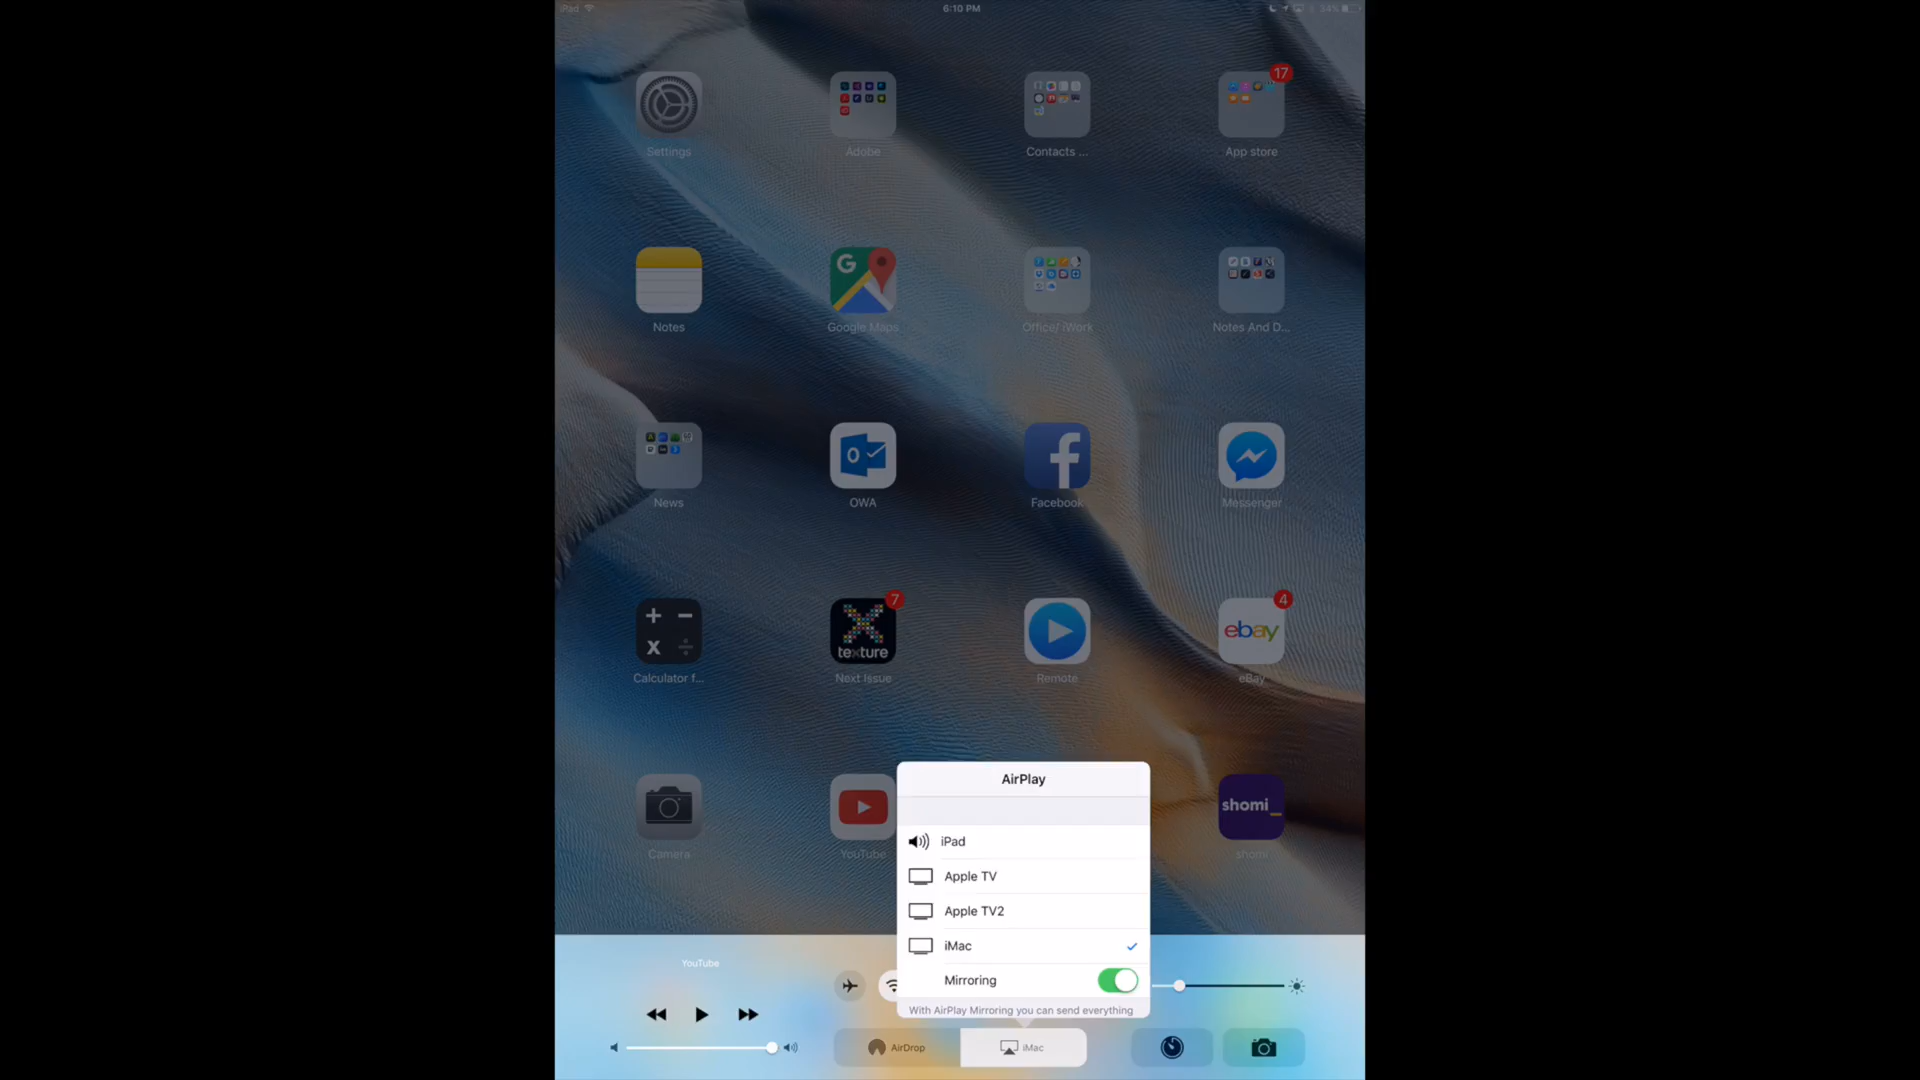 iPad
6:10 PM
34%
17
Settings
Adobe
Contacts ...
App store
G
Notes
Google Maps
Office/ iWork
Notes And D...
News
OWA
Facebook
Messenger
7
4
texture
ebay
Calculator f...
Next Issue
Remote
eBay
shomi_
Camera
YouTube
shomi
AirPlay
iPad
Apple TV
Apple TV2
iMac
Mirroring
With AirPlay Mirroring you can send everything
YouTube
AirDrop
iMac